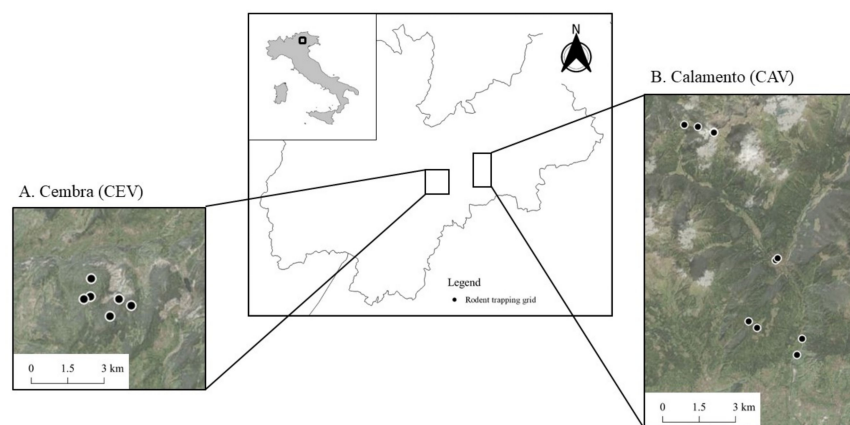 N
B. Calamento (CAV)
A. Cembra (CEV)
Legend
Rodent trapping grid
0 1.5 3 km
0 1.5 3 km